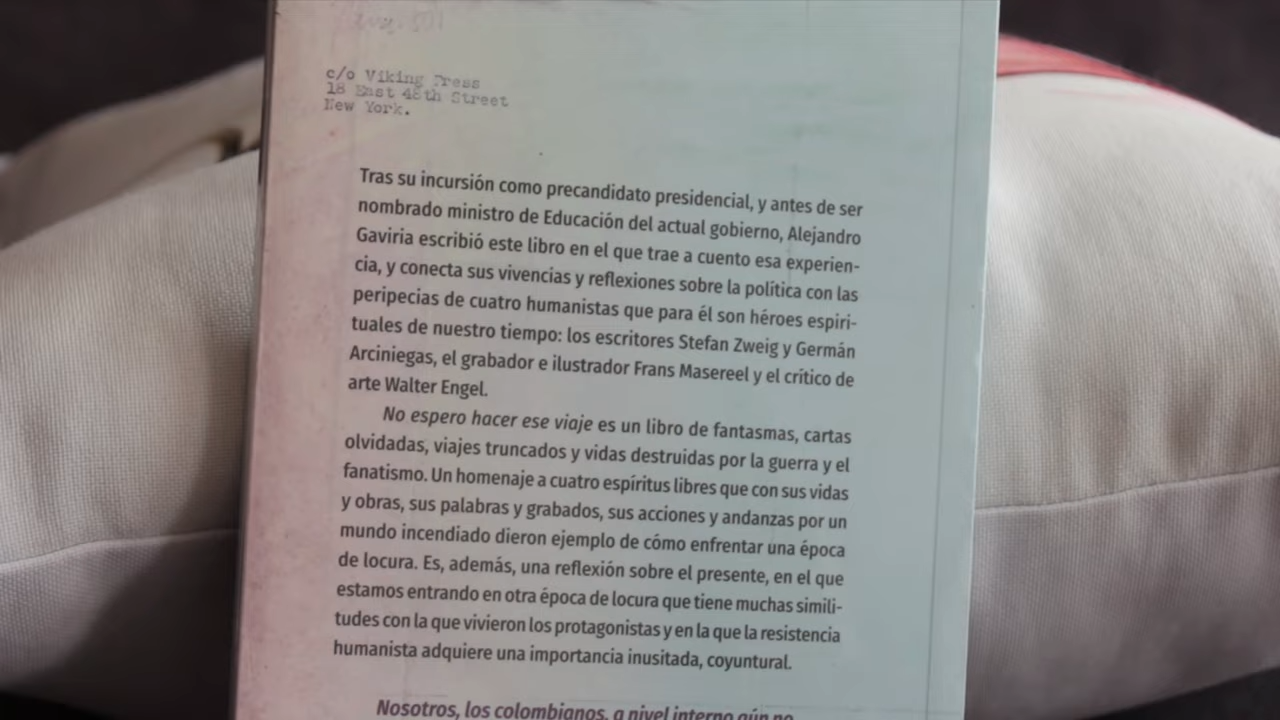 c/o Viking Press
18 East 48th Street
New York.
Tras su incursión como precandidato presidencial, y antes de ser
nombrado ministro de Educación del actual gobierno, Alejandro
Gaviria escribió este libro en el que trae a cuento esa experien-
cia, y conecta sus vivencias y reflexiones sobre la política con las
peripecias de cuatro humanistas que para él son héroes espiri-
tuales de nuestro tiempo: los escritores Stefan Zweig y Germán
Arciniegas, el grabador e ilustrador Frans Masereel y el crítico de
arte Walter Engel.
No espero hacer ese viaje es un libro de fantasmas, cartas
olvidadas, viajes truncados y vidas destruidas por la guerra y el
fanatismo. Un homenaje a cuatro espíritus libres que con sus vidas
y obras, sus palabras y grabados, sus acciones y andanzas por un
mundo incendiado dieron ejemplo de cómo enfrentar una época
de locura. Es, además, una reflexión sobre el presente, en el que
estamos entrando en otra época de locura que tiene muchas simili-
tudes con la que vivieron los protagonistas y en la que la resistencia
humanista adquiere una importancia inusitada, coyuntural.
Nosotros, los colombianos, a nivel interno aún no